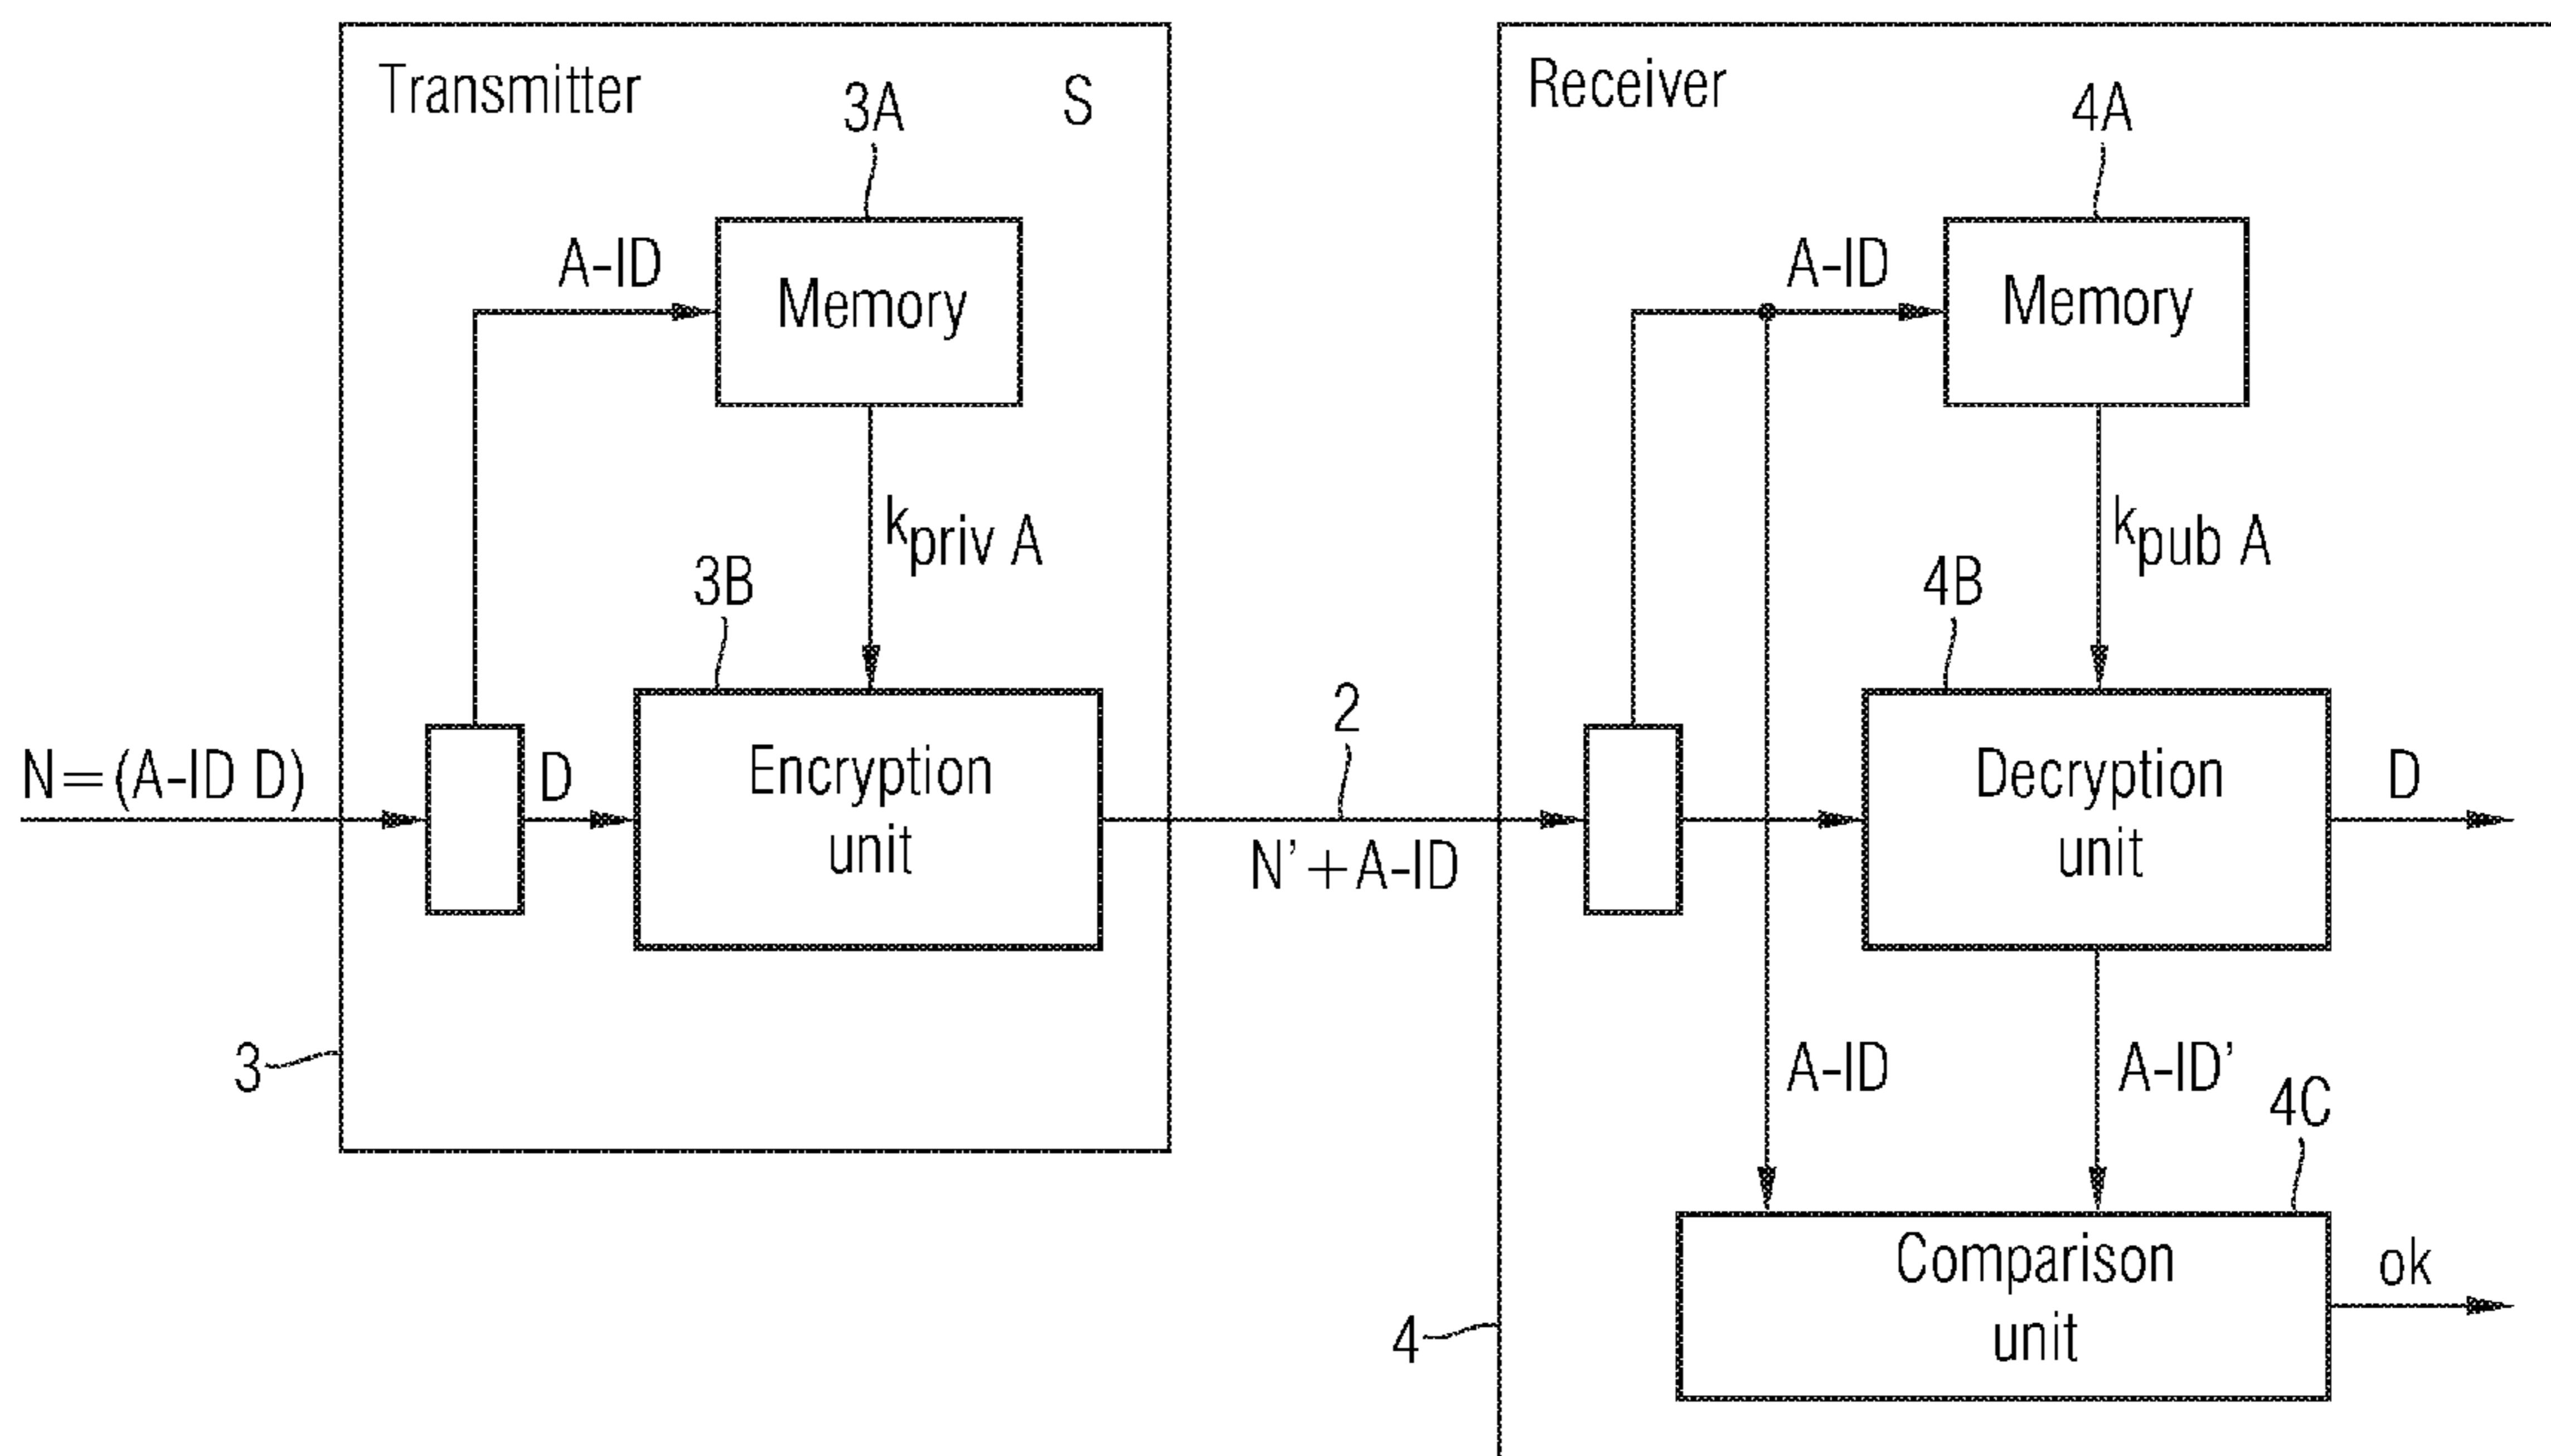 Transmitter
S
3A
A-ID
Memory
kpriv A
3B
N=(A-ID D)
D
Encryption
unit
3
2
N'+A-ID
Receiver
4A
A-ID
Memory
kpub A
4B
Decryption
unit
D
A-ID
A-ID'
4C
Comparison
unit
ok
4